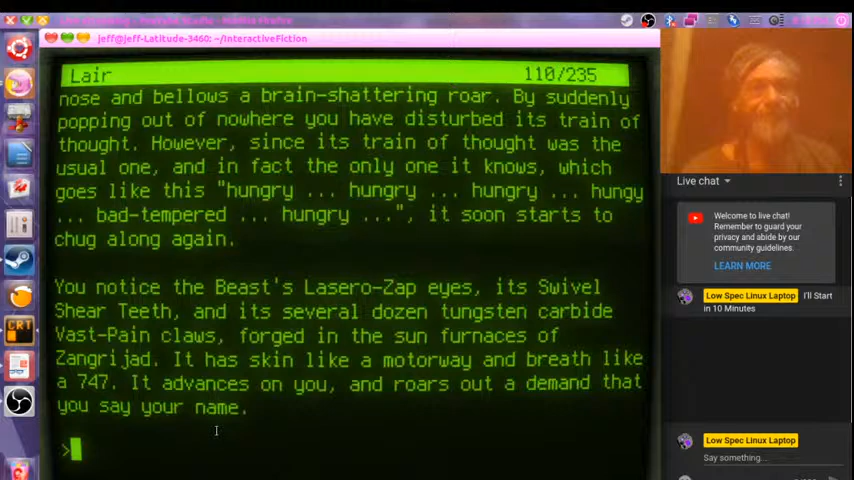 jeff@jeff-Latitude-3460: ~/InteractiveFiction
Lair 110/235
nose and bellows a brain-shattering roar. By suddenly
popping out of nowhere you have disturbed its train of
thought. However, since its train of thought was the
usual one, and in fact the only one it knows, which
goes like this "hungry ... hungry ... hungry ... hungy
... bad-tempered ... hungry ...", it soon starts to
chug along again.
You notice the Beast's Lasero-Zap eyes, its Swivel
Shear Teeth, and its several dozen tungsten carbide
Vast-Pain claws, forged in the sun furnaces of
Zangrijad. It has skin like a motorway and breath like
a 747. It advances on you, and roars out a demand that
you say your name.
>
CRT
Live chat
Welcome to live chat!
Remember to guard your
privacy and abide by our
community guidelines.
LEARN MORE
Low Spec Linux Laptop I'll Start
in 10 Minutes
Low Spec Linux Laptop
Say something...